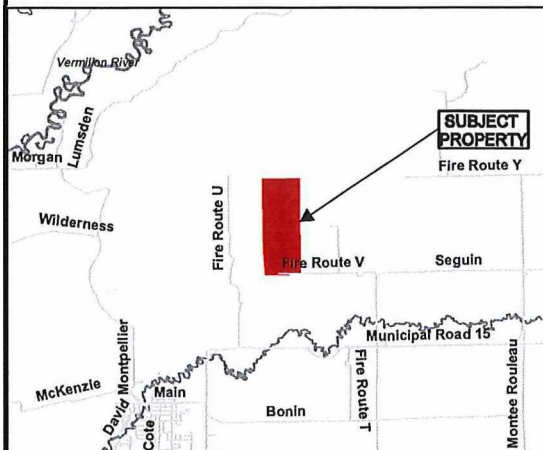 Vermilion River
Lumsden
Morgan
SUBJECT
PROPERTY
Fire Route Y
Wilderness
Fire Route U
Fire Route V
Seguin
Municipal Road 15
David Montpellier
McKenzie
Main
Cote
Bonin
Fire Route T
Montee Rouleau